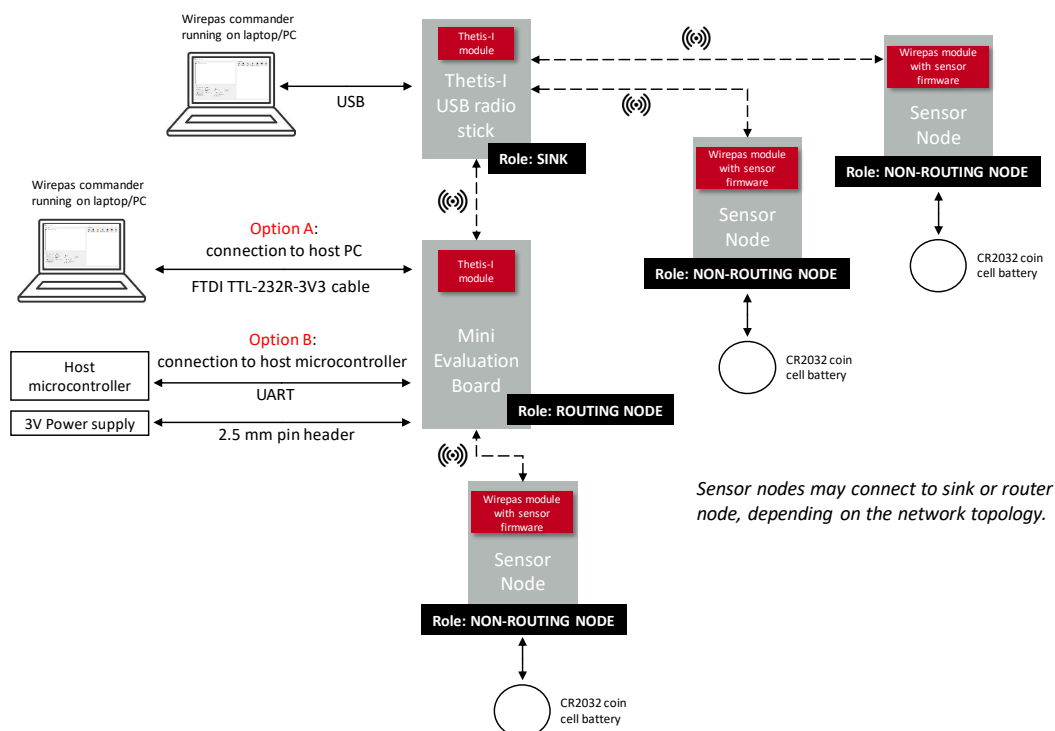 Wirepas commander
running on laptop/PC
USB
Thetis-I
module
Thetis-I
USB radio
stick
Role: SINK
Wirepas module
with sensor
firmware
Sensor
Node
Role: NON-ROUTING NODE
CR2032 coin
cell battery
Wirepas module
with sensor
firmware
Sensor
Node
Role: NON-ROUTING NODE
CR2032 coin
cell battery
Wirepas commander
running on laptop/PC
Option A:
connection to host PC
FTDI TTL-232R-3V3 cable
Thetis-I
module
Mini
Evaluation
Board
Role: ROUTING NODE
Option B:
connection to host microcontroller
UART
Host
microcontroller
3V Power supply
2.5 mm pin header
Wirepas module
with sensor
firmware
Sensor
Node
Role: NON-ROUTING NODE
CR2032 coin
cell battery
Sensor nodes may connect to sink or router
node, depending on the network topology.